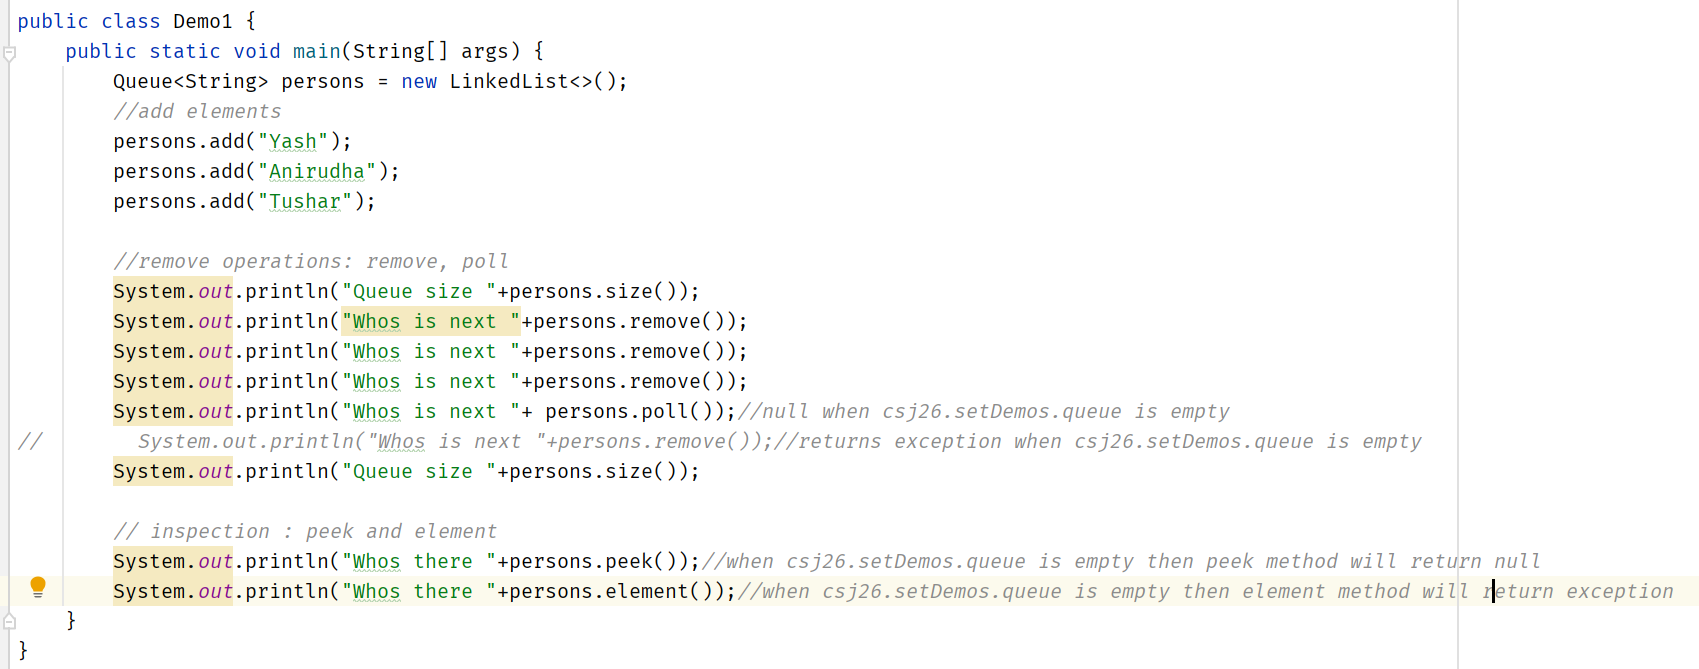 public class Demo1 {
    public static void main(String[] args) {
        Queue<String> persons = new LinkedList<>();
        //add elements
        persons.add("Yash");
        persons.add("Anirudha");
        persons.add("Tushar");

        //remove operations: remove, poll
        System.out.println("Queue size "+persons.size());
        System.out.println("Whos is next "+persons.remove());
        System.out.println("Whos is next "+persons.remove());
        System.out.println("Whos is next "+persons.remove());
        System.out.println("Whos is next "+ persons.poll());//null when csj26.setDemos.queue is empty
//        System.out.println("Whos is next "+persons.remove());//returns exception when csj26.setDemos.queue is empty
        System.out.println("Queue size "+persons.size());

        // inspection : peek and element
        System.out.println("Whos there "+persons.peek());//when csj26.setDemos.queue is empty then peek method will return null
        System.out.println("Whos there "+persons.element());//when csj26.setDemos.queue is empty then element method will return exception
    }
}